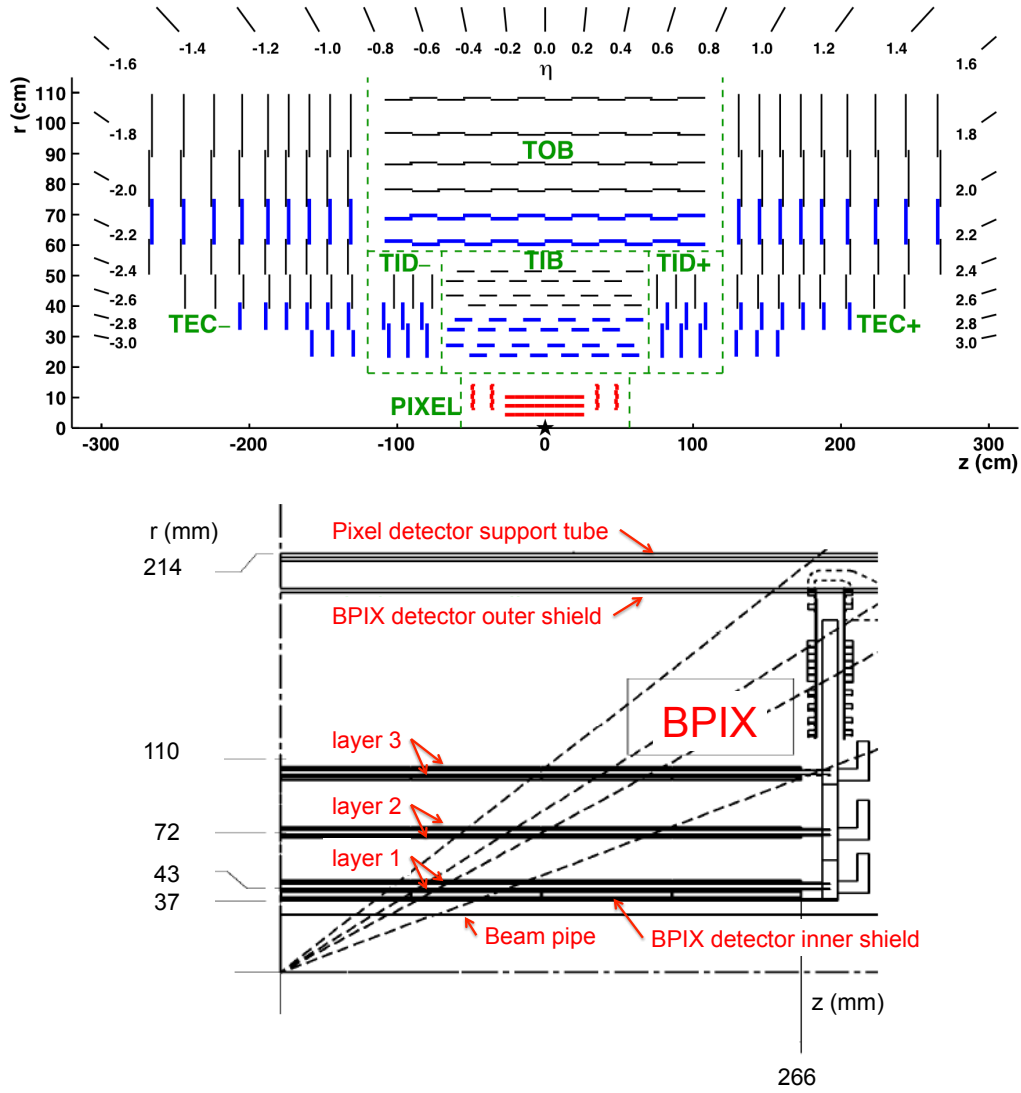 -1.6 -1.4 -1.2 -1.0 -0.8 -0.6 -0.4 -0.2 0.0 0.2 0.4 0.6 0.8 1.0 1.2 1.4 1.6
η
r (cm)
110
100
90
80
70
60
50
40
30
20
10
0
-1.8
-2.0
-2.2
-2.4
-2.6
-2.8
-3.0
1.8
2.0
2.2
2.4
2.6
2.8
3.0
TOB
TID− TIB TID+
TEC− TEC+
PIXEL
-300 -200 -100 0 100 200 300
z (cm)
r (mm)
214
110
72
43
37
Pixel detector support tube
BPIX detector outer shield
BPIX
layer 3
layer 2
layer 1
Beam pipe
BPIX detector inner shield
z (mm)
266